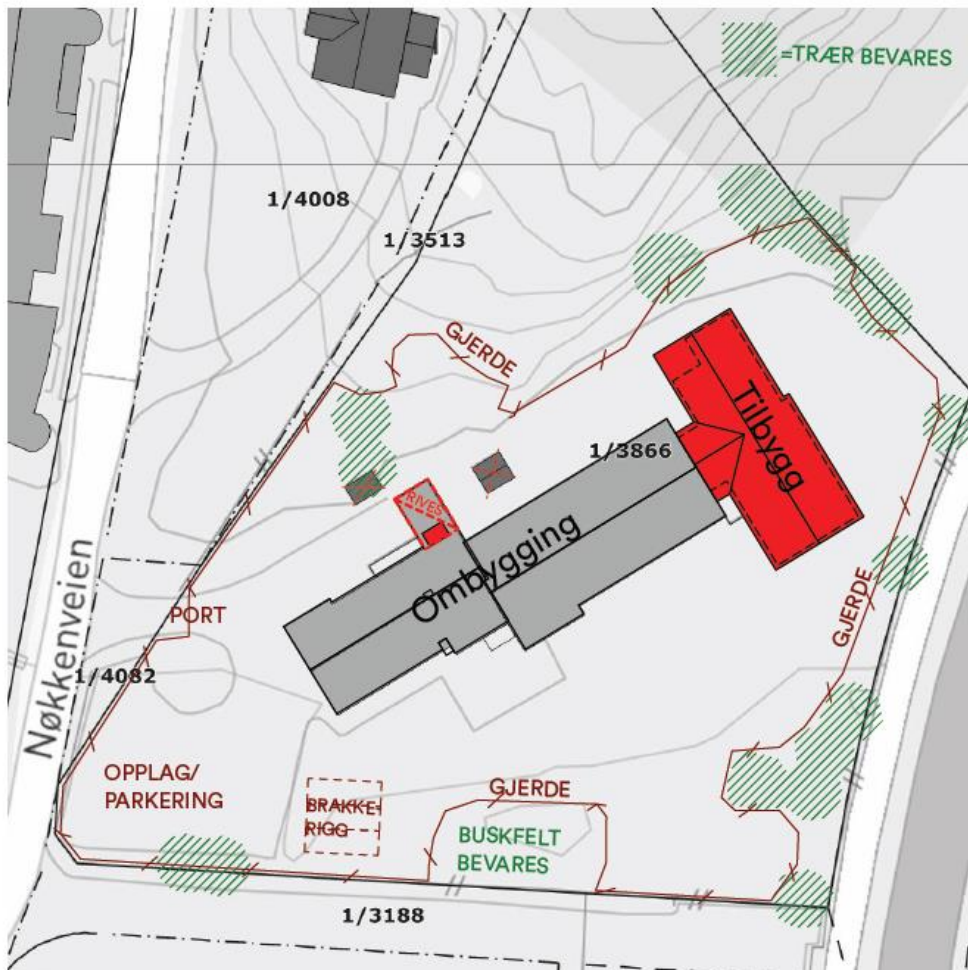 =TRÆR BEVARES
1/4008
1/3513
GJERDE
1/3866
Tilbygg
RIVES
Ombygging
Nøkkenveien
PORT
GJERDE
1/4082
OPPLAG/
PARKERING
BRAKKE-
RIGG
GJERDE
BUSKFELT
BEVARES
1/3188